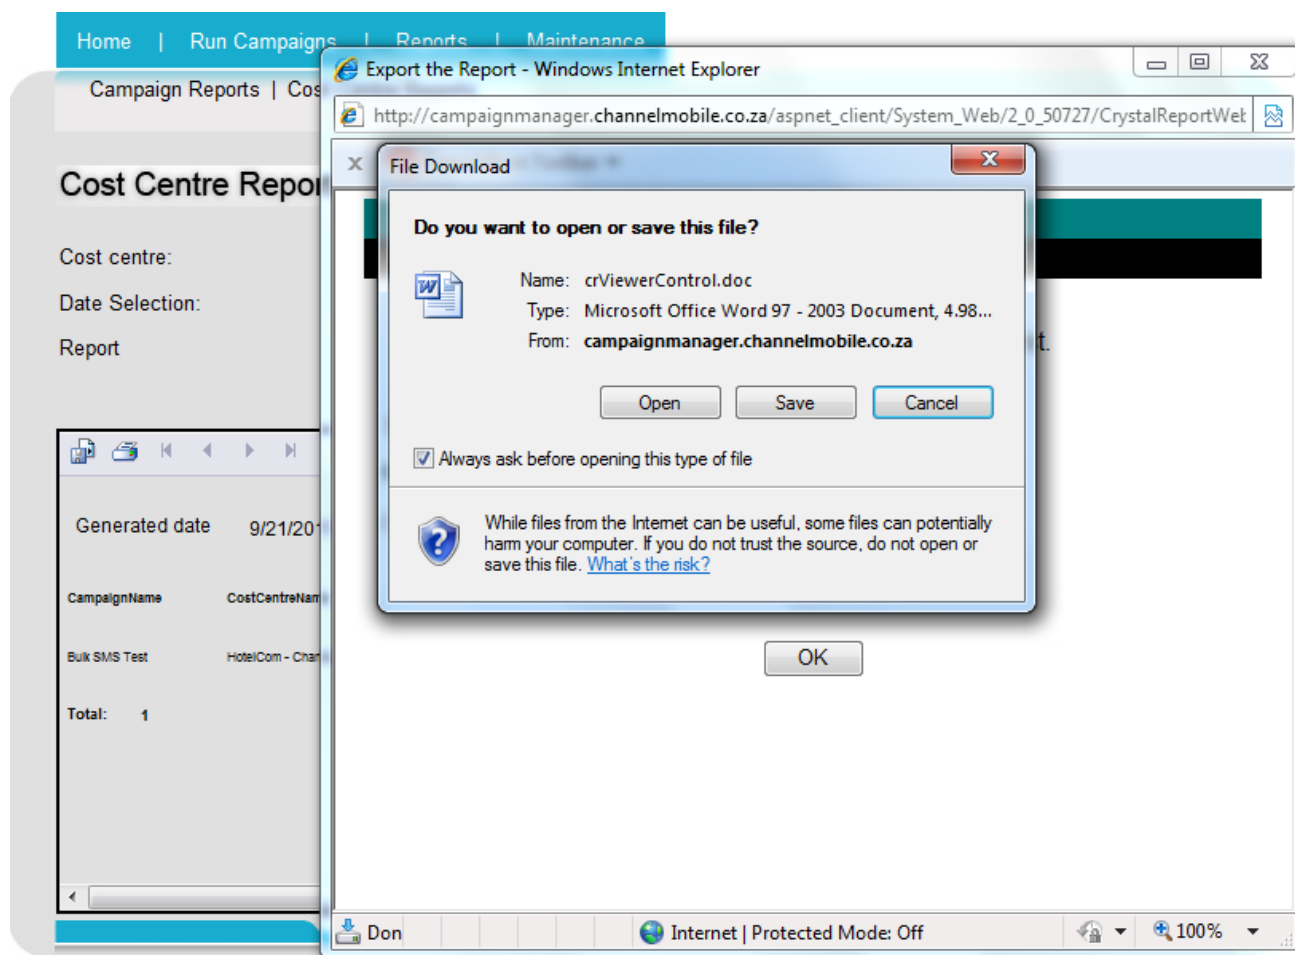 Home | Run Campaigns | Reports | Maintenance
Campaign Reports | Cos
Export the Report - Windows Internet Explorer
http://campaignmanager.channelmobile.co.za/aspnet_client/System_Web/2_0_50727/CrystalReportWeb
File Download
Cost Centre Repor
Do you want to open or save this file?
Cost centre:
Name: crViewerControl.doc
Date Selection:
Type: Microsoft Office Word 97 - 2003 Document, 4.98...
Report
From: campaignmanager.channelmobile.co.za
t.
Open Save Cancel
Always ask before opening this type of file
Generated date 9/21/201
While files from the Internet can be useful, some files can potentially
harm your computer. If you do not trust the source, do not open or
save this file. What's the risk?
CampaignName CostCentreNam
Bulk SMS Test HotelCom - Chan
OK
Total: 1
Don
Internet | Protected Mode: Off
100%